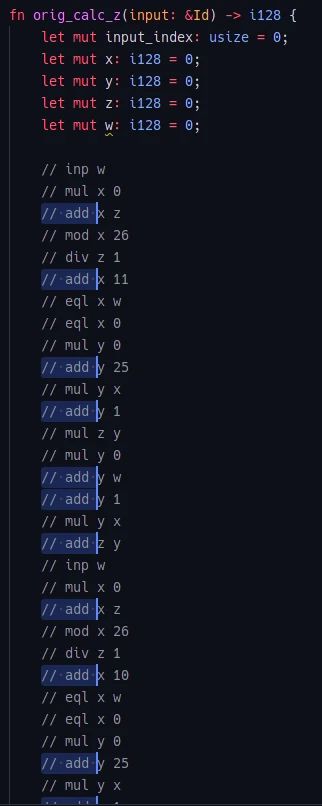 fn orig_calc_z(input: &Id) -> i128 {
let mut input_index: usize = 0;
let mut x: i128 = 0;
let mut y: i128 = 0;
let mut z: i128 = 0;
let mut w: i128 = 0;
// inp w
// mul x 0
// add x z
// mod x 26
// div z 1
// add x 11
// eql x w
// eql x 0
// mul y 0
// add y 25
// mul y x
// add y 1
// mul z y
// mul y 0
// add y w
// add y 1
// mul y x
// add z y
// inp w
// mul x 0
// add x z
// mod x 26
// div z 1
// add x 10
// eql x w
// eql x 0
// mul y 0
// add y 25
// mul y x